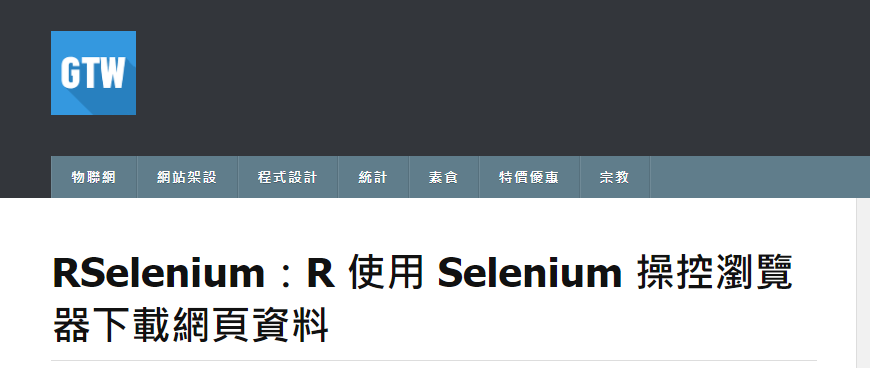 GTW
物聯網 網站架設 程式設計 統計 素食 特價優惠 宗教
RSelenium：R 使用 Selenium 操控瀏覽
器下載網頁資料